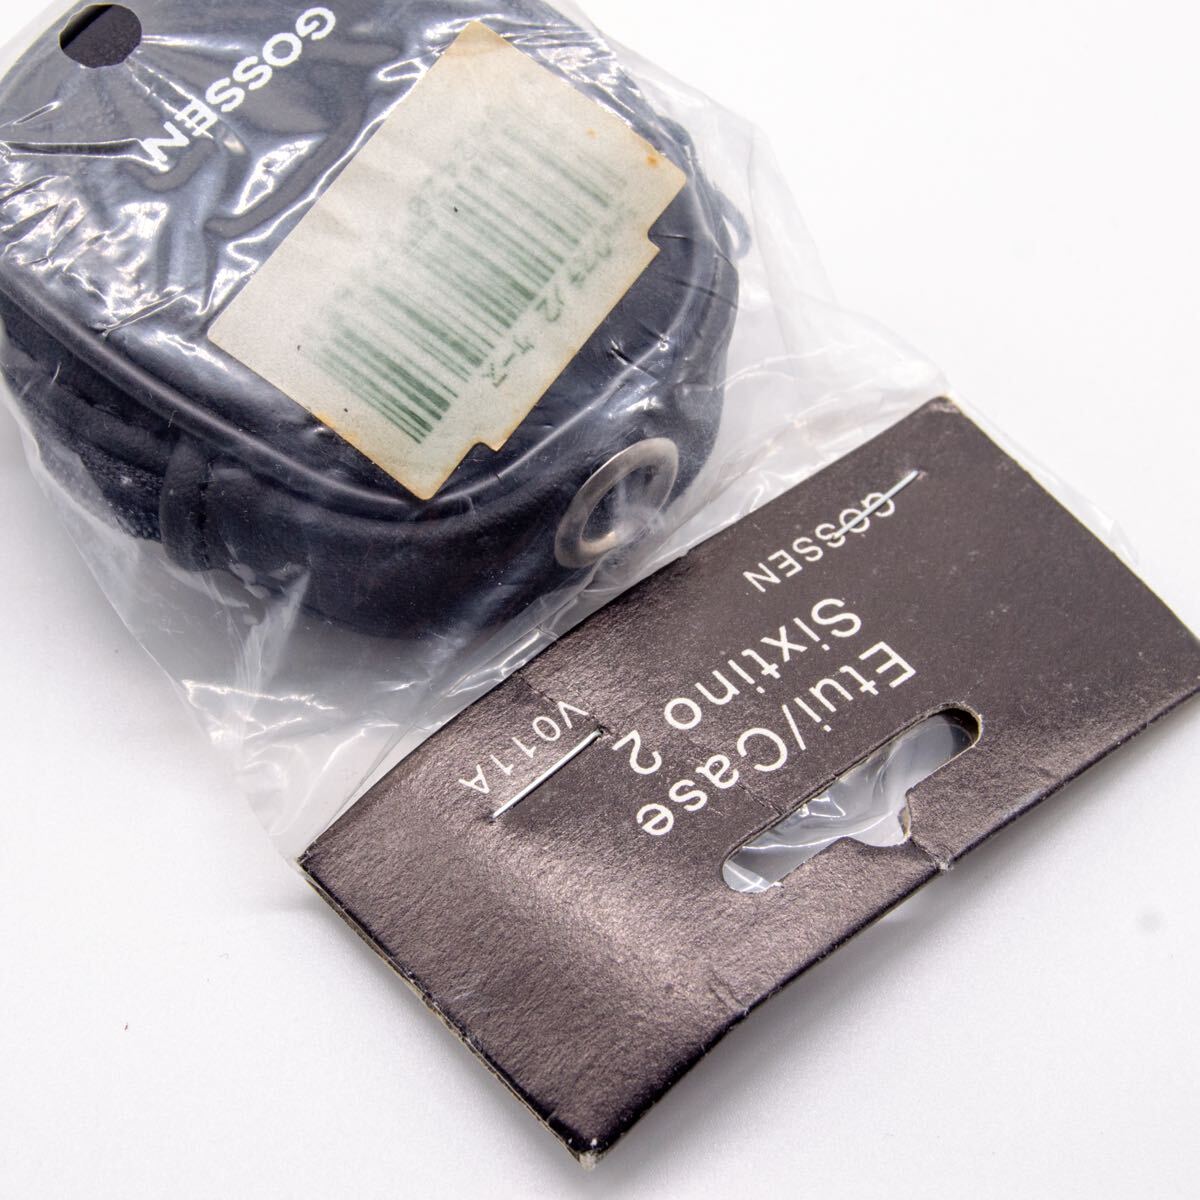 GOSSEN
GOSSEN
Sixtino 2
Etui/Case
V011A